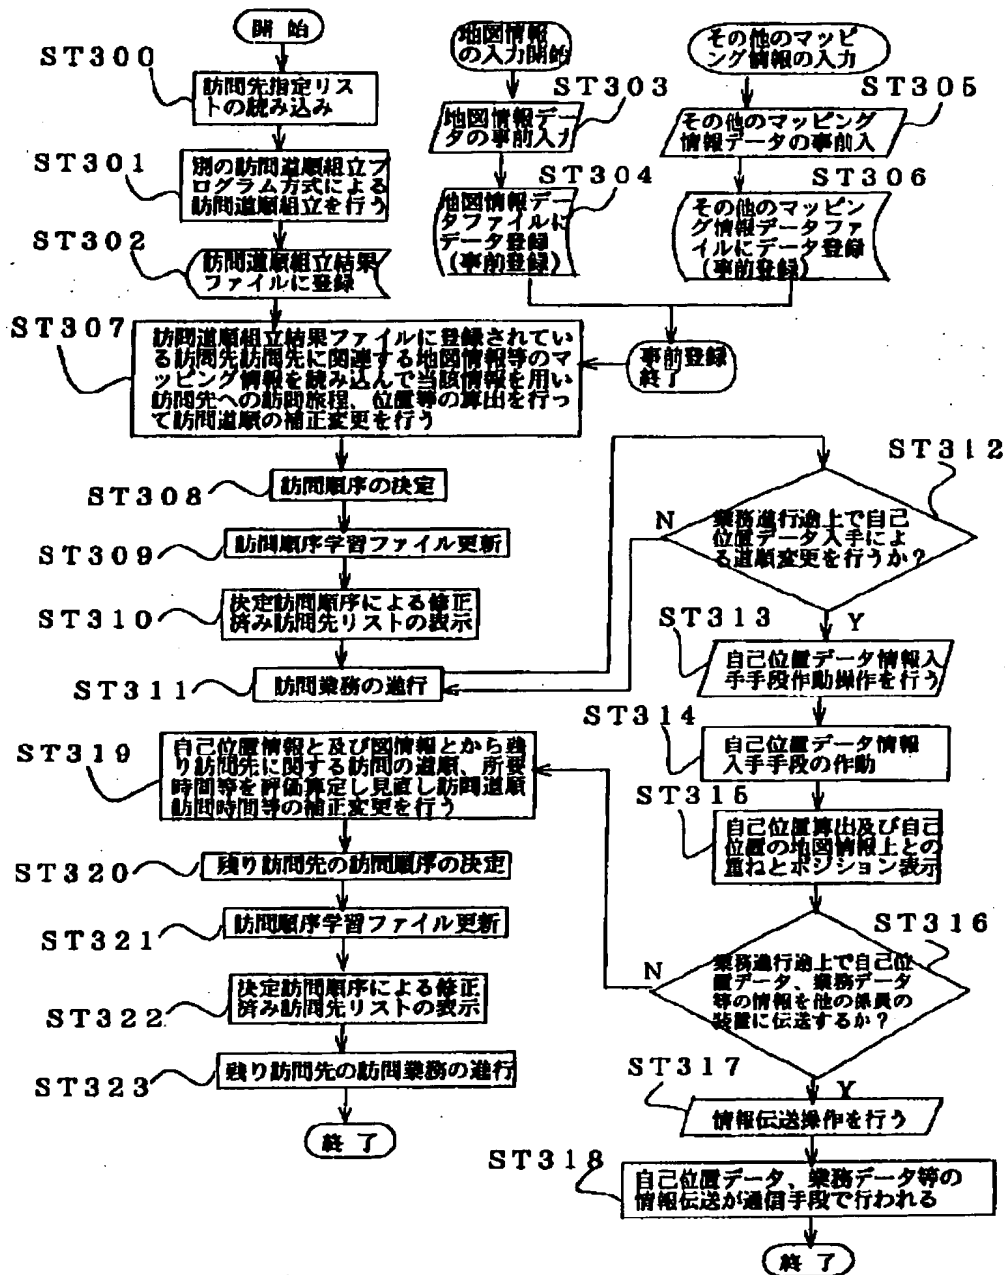 開始
ST300
訪問先指定リス
トの読み込み
ST301
別の訪問道順組立プ
ログラム方式による
訪問道順組立を行う
ST302
訪問道順組立結果
ファイルに登録
地図情報
の入力開始
ST303
地図情報デー
タの事前入力
ST304
地図情報デー
タファイルに
データ登録
(事前登録)
その他のマッピ
ング情報の入力
ST305
その他のマッピング
情報データの事前入
ST306
その他のマッピン
グ情報データファ
イルにデータ登録
(事前登録)
事前登録
終了
ST307
訪問道順組立結果ファイルに登録されてい
る訪問先訪問先に関連する地図情報等のマ
ッピング情報を読み込んで当該情報を用い
訪問先への訪問旅程、位置等の算出を行っ
て訪問道順の補正変更を行う
ST308
訪問順序の決定
ST309
訪問順序学習ファイル更新
ST310
決定訪問順序による修正
済み訪問先リストの表示
ST311
訪問業務の進行
ST312
業務進行途上で自己
位置データ入手によ
る道順変更を行うか?
N
Y
ST313
自己位置データ情報入
手手段作動操作を行う
ST314
自己位置データ情報
入手手段の作動
ST315
自己位置算出及び自己
位置の地図情報上との
重ねとポジション表示
ST316
業務進行途上で自己位
置データ、業務データ
等の情報を他の係員の
装置に伝送するか?
N
Y
ST317
情報伝送操作を行う
ST318
自己位置データ、業務データ等の
情報伝送が通信手段で行われる
終了
ST319
自己位置情報と及び図情報とから残
り訪問先に関する訪問の道順、所要
時間等を評価算定し見直し訪問道順
訪問時間等の補正変更を行う
ST320
残り訪問先の訪問順序の決定
ST321
訪問順序学習ファイル更新
ST322
決定訪問順序による修正
済み訪問先リストの表示
ST323
残り訪問先の訪問業務の進行
終了